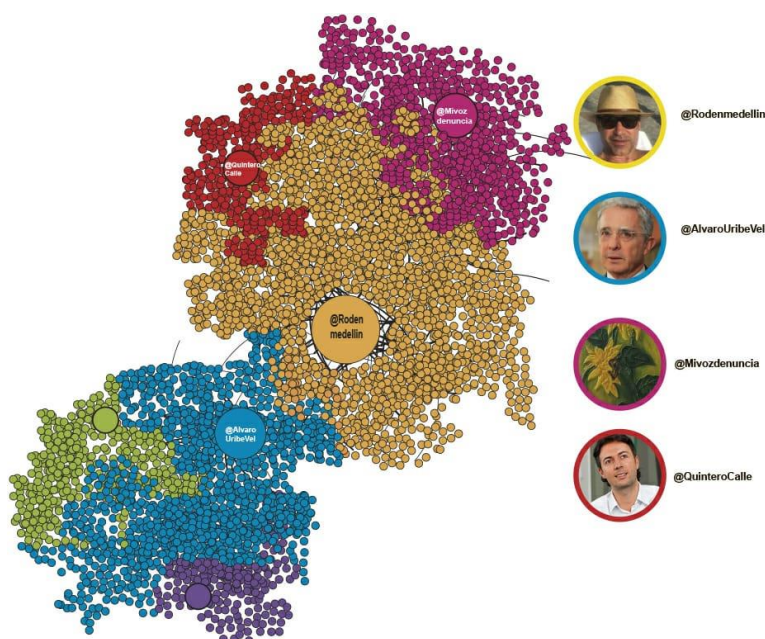 @Mivoz
denuncia
@Quintero
Calle
@Roden
medellin
@Alvaro
UribeVel
@Rodenmedellin
@AlvaroUribeVel
@Mivozdenuncia
@QuinteroCalle